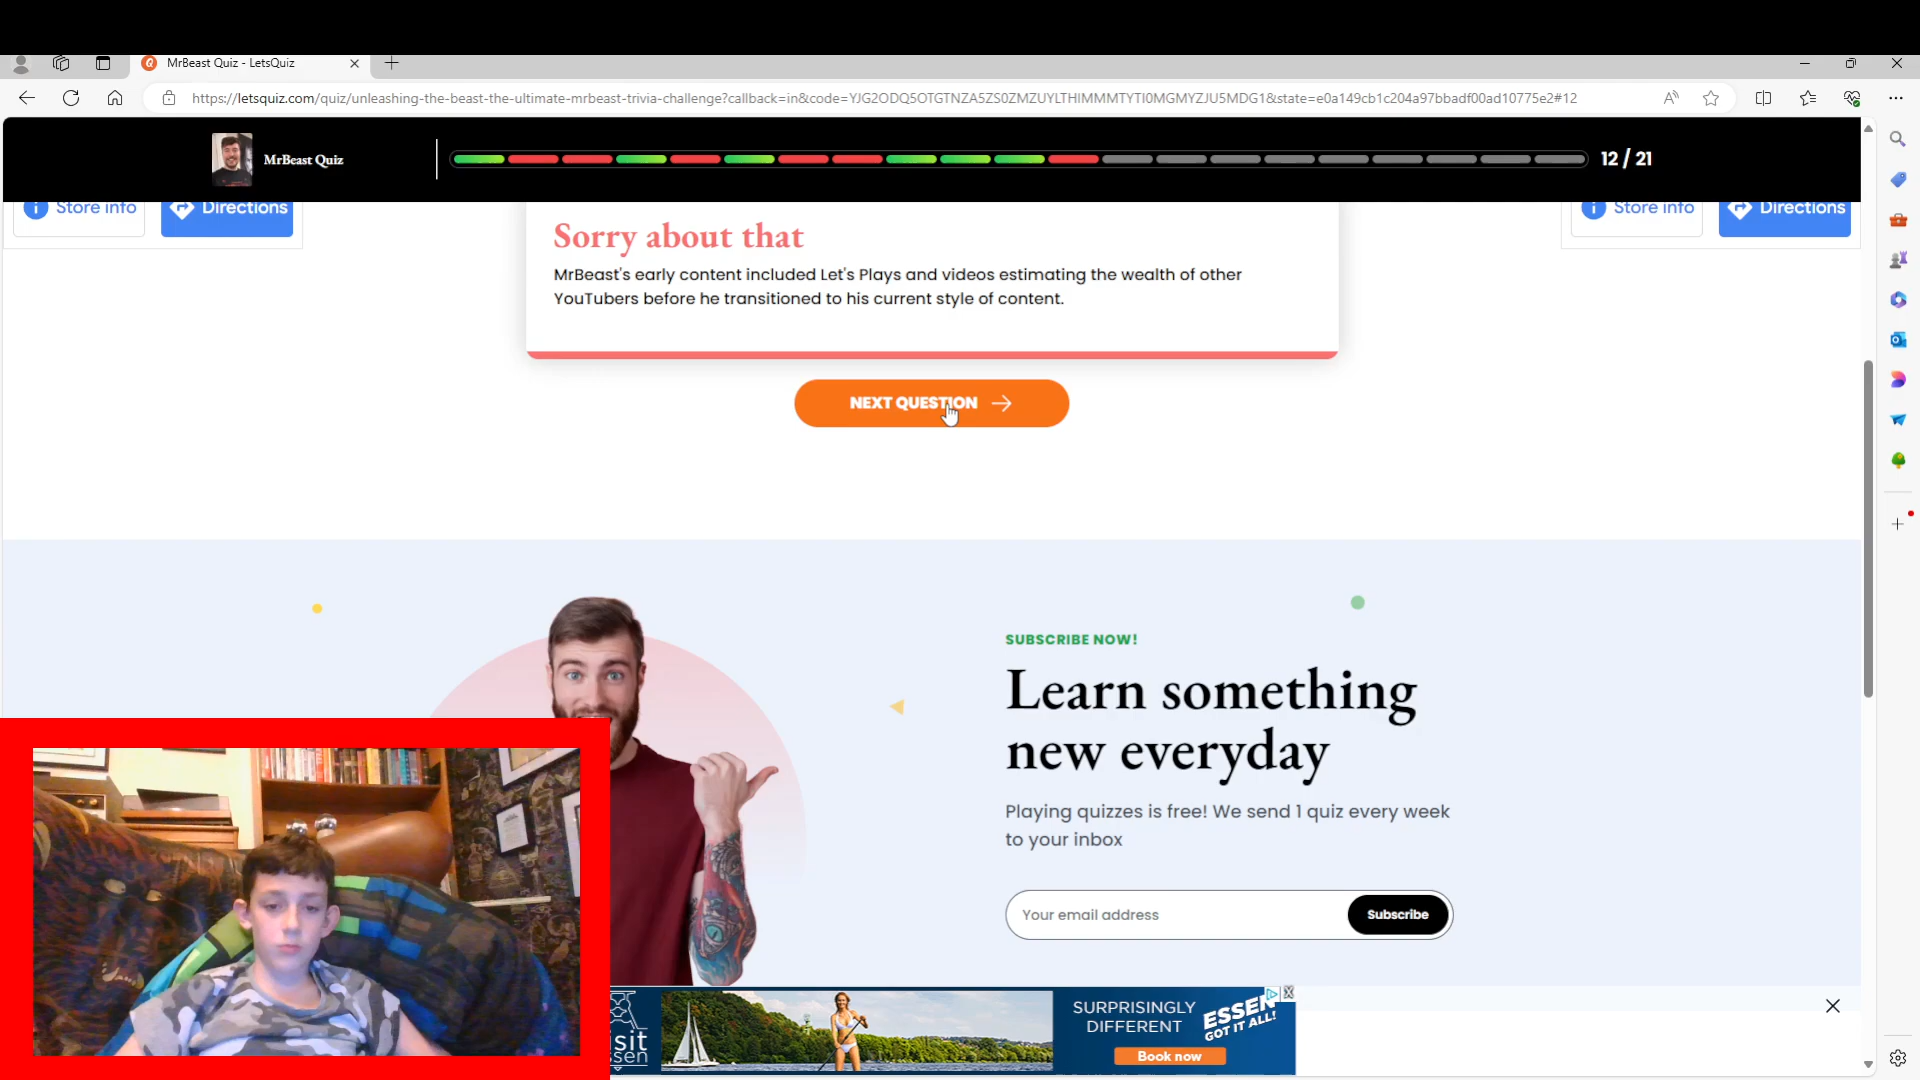 MrBeast Quiz - LetsQuiz
https://letsquiz.com/quiz/unleashing-the-beast-the-ultimate-mrbeast-trivia-challenge?callback=in&code=YJG2ODQ5OTGTNZA5ZS0ZMZUYLTHIMMMTYTI0MGMYZJU5MDG1&state=e0a149cb1c204a97bbadf00ad10775e2#12
MrBeast Quiz
12 / 21
Store info
Directions
Store info
Directions
Sorry about that
MrBeast's early content included Let's Plays and videos estimating the wealth of other
YouTubers before he transitioned to his current style of content.
NEXT QUESTION
SUBSCRIBE NOW!
Learn something
new everyday
Playing quizzes is free! We send 1 quiz every week
to your inbox
Your email address
Subscribe
SURPRISINGLY
DIFFERENT
ESSEN
GOT IT ALL!
Book now